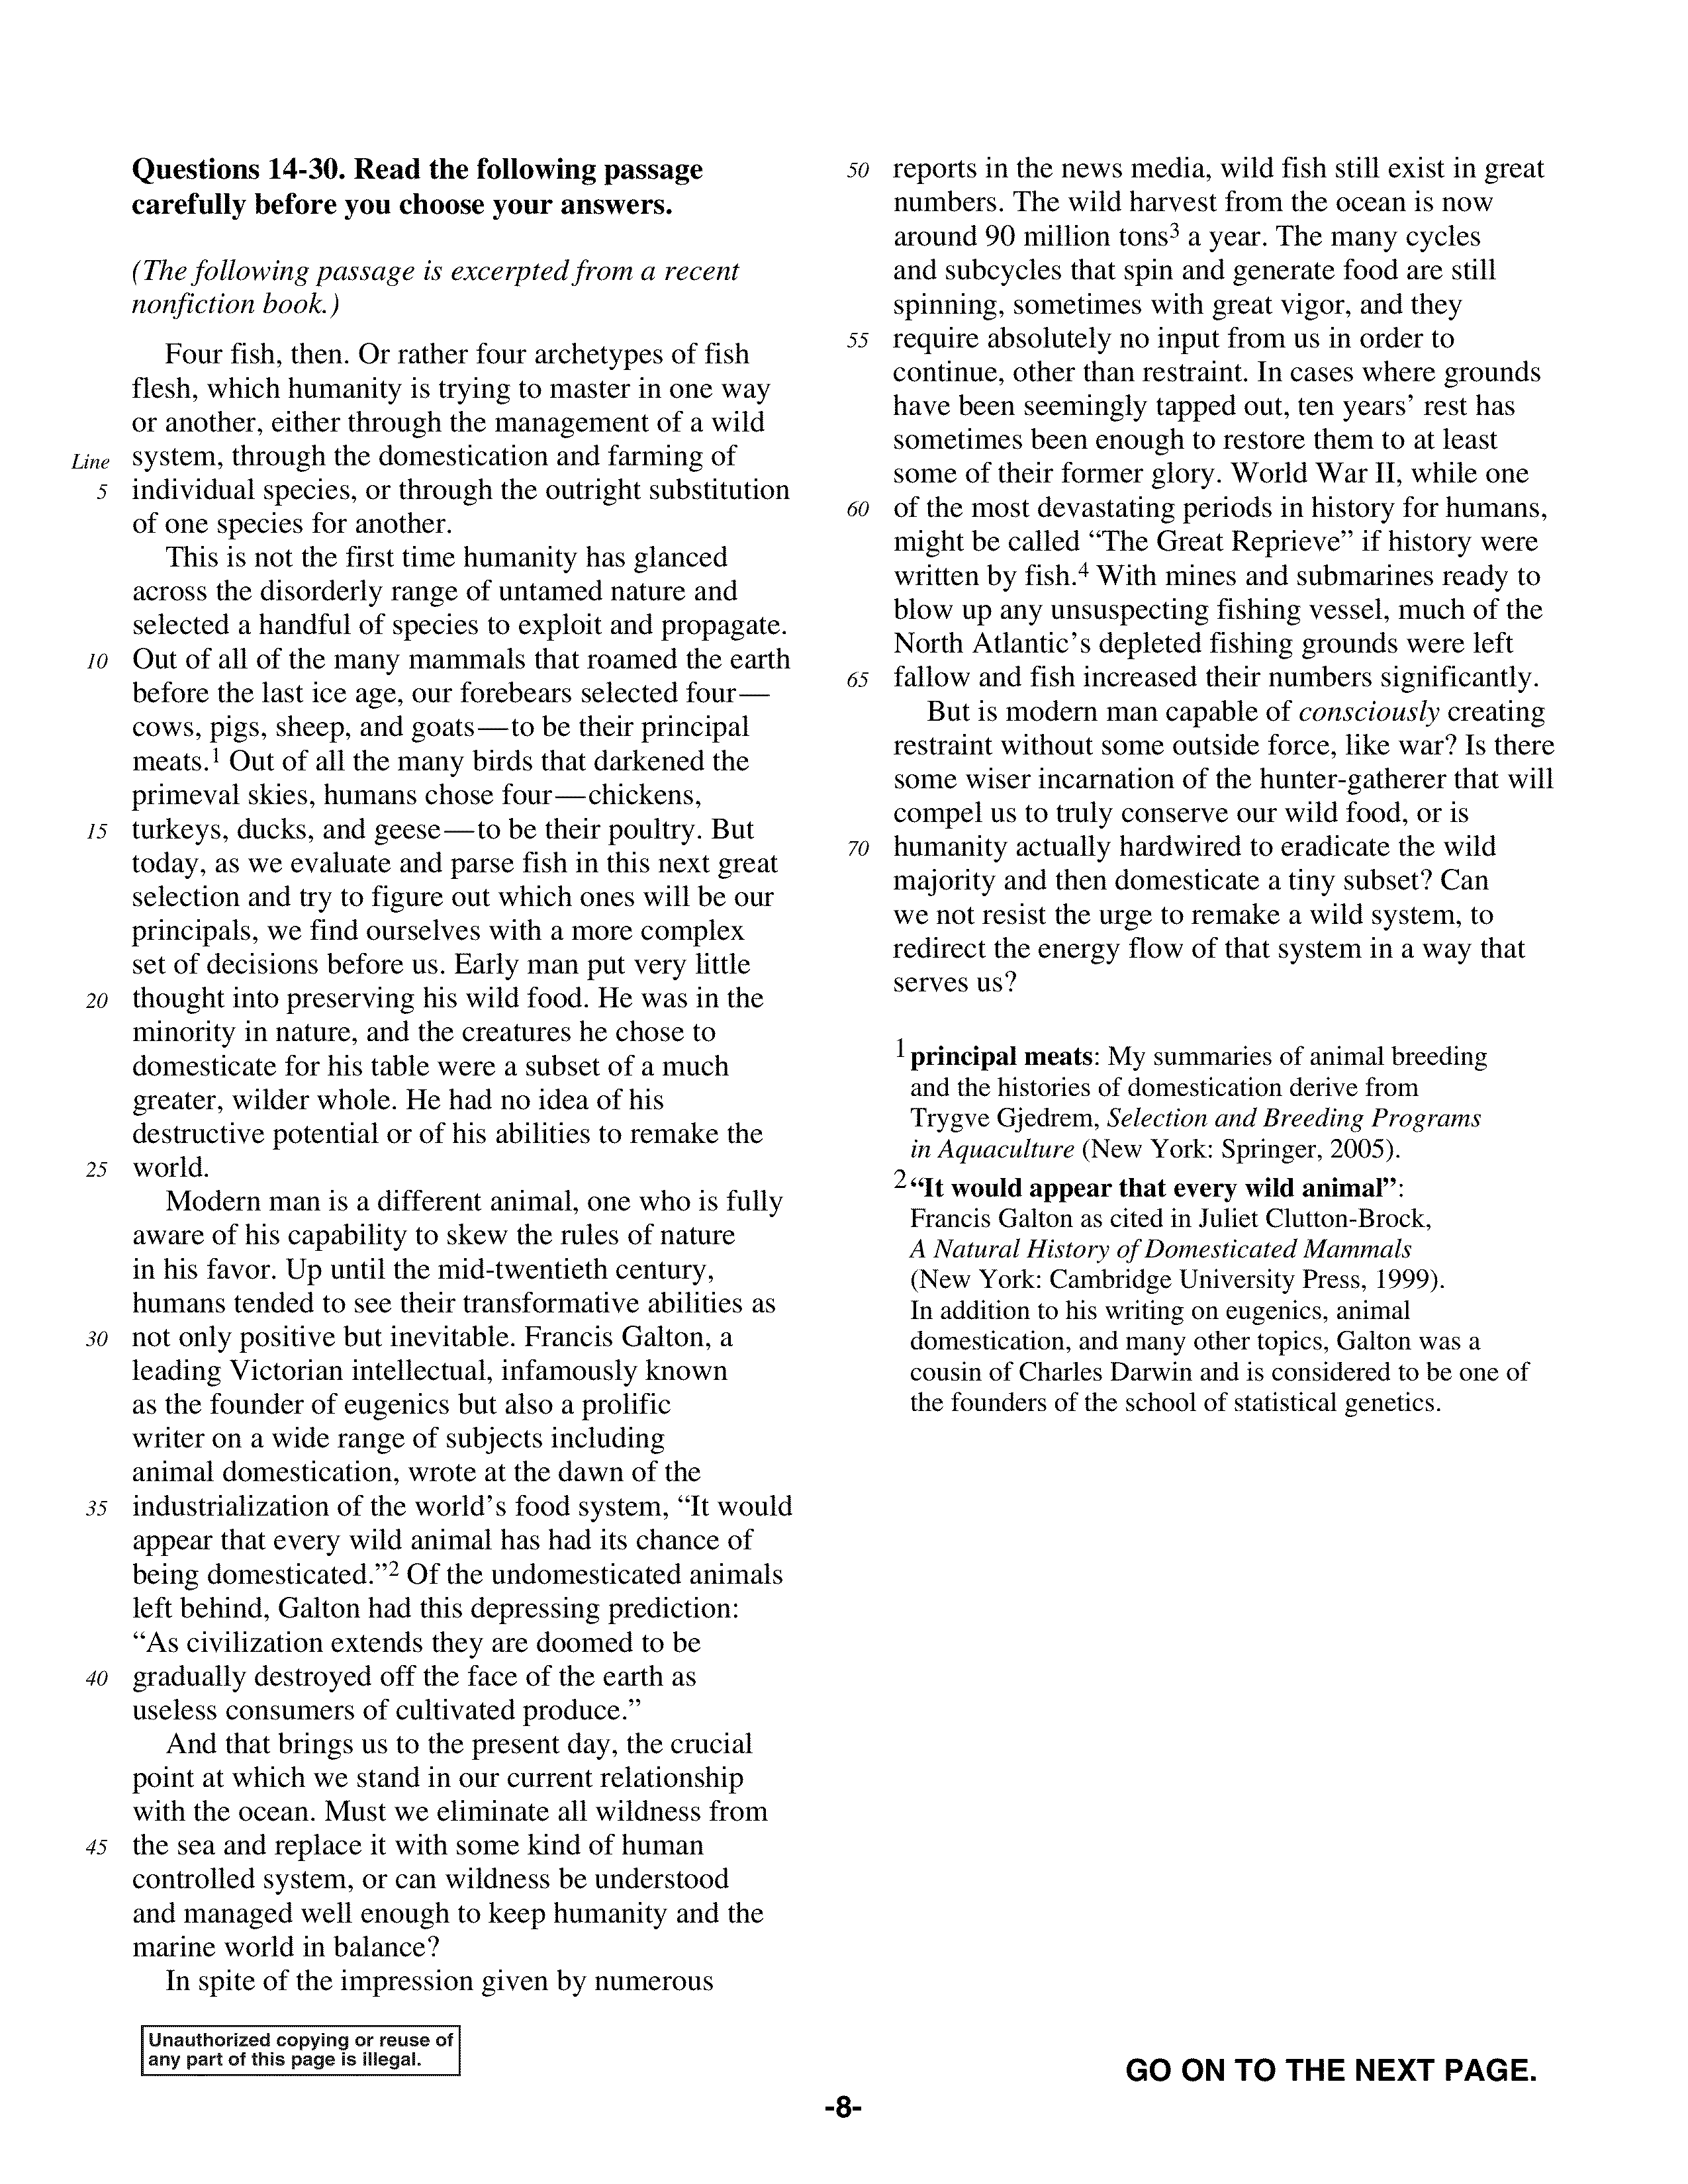 Questions 14-30. Read the following passage
carefully before you choose your answers.
(The following passage is excerpted from a recent
nonfiction book.)
Four fish, then. Or rather four archetypes of fish
flesh, which humanity is trying to master in one way
or another, either through the management of a wild
Line system, through the domestication and farming of
5 individual species, or through the outright substitution
of one species for another.
This is not the first time humanity has glanced
across the disorderly range of untamed nature and
selected a handful of species to exploit and propagate.
10 Out of all of the many mammals that roamed the earth
before the last ice age, our forebears selected four—
cows, pigs, sheep, and goats—to be their principal
meats.1 Out of all the many birds that darkened the
primeval skies, humans chose four—chickens,
15 turkeys, ducks, and geese—to be their poultry. But
today, as we evaluate and parse fish in this next great
selection and try to figure out which ones will be our
principals, we find ourselves with a more complex
set of decisions before us. Early man put very little
20 thought into preserving his wild food. He was in the
minority in nature, and the creatures he chose to
domesticate for his table were a subset of a much
greater, wilder whole. He had no idea of his
destructive potential or of his abilities to remake the
25 world.
Modern man is a different animal, one who is fully
aware of his capability to skew the rules of nature
in his favor. Up until the mid-twentieth century,
humans tended to see their transformative abilities as
30 not only positive but inevitable. Francis Galton, a
leading Victorian intellectual, infamously known
as the founder of eugenics but also a prolific
writer on a wide range of subjects including
animal domestication, wrote at the dawn of the
35 industrialization of the world’s food system, “It would
appear that every wild animal has had its chance of
being domesticated.”2 Of the undomesticated animals
left behind, Galton had this depressing prediction:
“As civilization extends they are doomed to be
40 gradually destroyed off the face of the earth as
useless consumers of cultivated produce.”
And that brings us to the present day, the crucial
point at which we stand in our current relationship
with the ocean. Must we eliminate all wildness from
45 the sea and replace it with some kind of human
controlled system, or can wildness be understood
and managed well enough to keep humanity and the
marine world in balance?
In spite of the impression given by numerous
50 reports in the news media, wild fish still exist in great
numbers. The wild harvest from the ocean is now
around 90 million tons3 a year. The many cycles
and subcycles that spin and generate food are still
spinning, sometimes with great vigor, and they
55 require absolutely no input from us in order to
continue, other than restraint. In cases where grounds
have been seemingly tapped out, ten years’ rest has
sometimes been enough to restore them to at least
some of their former glory. World War II, while one
60 of the most devastating periods in history for humans,
might be called “The Great Reprieve” if history were
written by fish.4 With mines and submarines ready to
blow up any unsuspecting fishing vessel, much of the
North Atlantic’s depleted fishing grounds were left
65 fallow and fish increased their numbers significantly.
But is modern man capable of consciously creating
restraint without some outside force, like war? Is there
some wiser incarnation of the hunter-gatherer that will
compel us to truly conserve our wild food, or is
70 humanity actually hardwired to eradicate the wild
majority and then domesticate a tiny subset? Can
we not resist the urge to remake a wild system, to
redirect the energy flow of that system in a way that
serves us?
1 principal meats: My summaries of animal breeding
and the histories of domestication derive from
Trygve Gjedrem, Selection and Breeding Programs
in Aquaculture (New York: Springer, 2005).
2 “It would appear that every wild animal”:
Francis Galton as cited in Juliet Clutton-Brock,
A Natural History of Domesticated Mammals
(New York: Cambridge University Press, 1999).
In addition to his writing on eugenics, animal
domestication, and many other topics, Galton was a
cousin of Charles Darwin and is considered to be one of
the founders of the school of statistical genetics.
Unauthorized copying or reuse of
any part of this page is illegal.
GO ON TO THE NEXT PAGE.
-8-